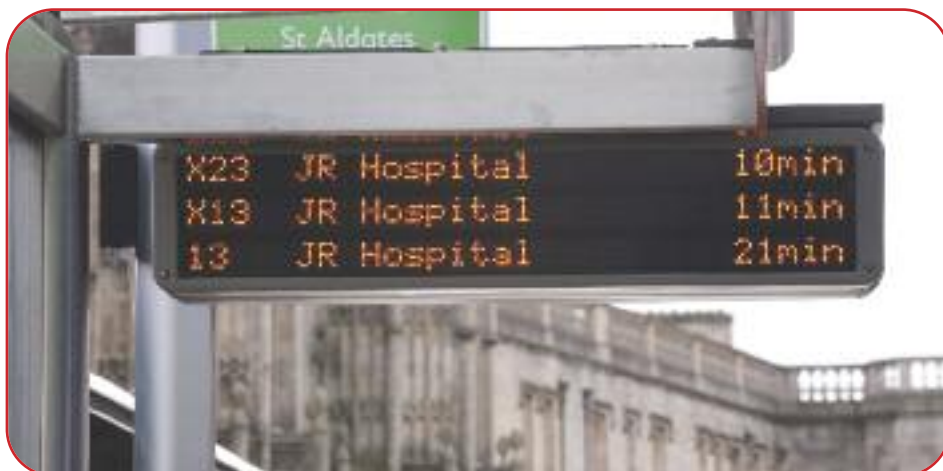 St Aldates
X23 JR Hospital 10min
X13 JR Hospital 11min
13 JR Hospital 21min